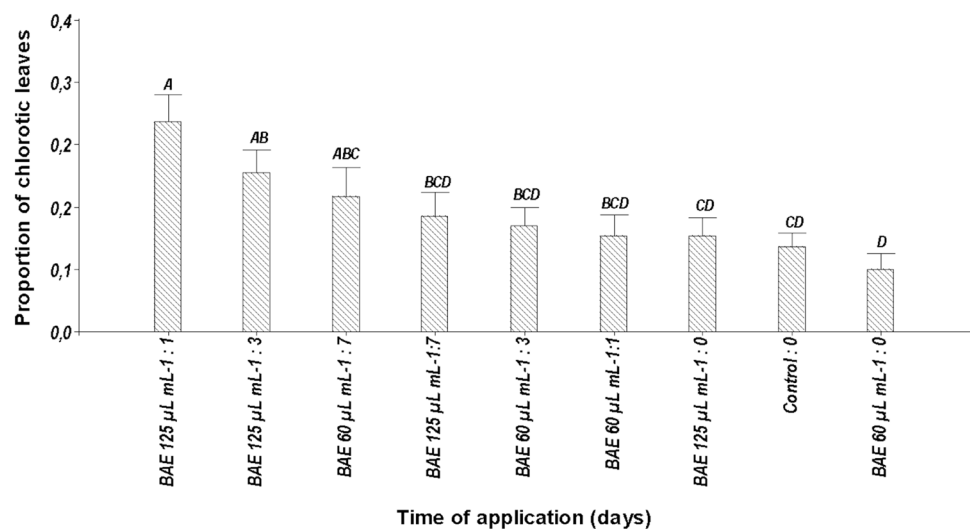 Proportion of chlorotic leaves
0,4
0,3
0,2
0,2
0,1
0,0
A
AB
ABC
BCD
BCD
BCD
CD
CD
D
BAE 125 µL mL-1 : 1
BAE 125 µL mL-1 : 3
BAE 60 µL mL-1 : 7
BAE 125 µL mL-1:7
BAE 60 µL mL-1 : 3
BAE 60 µL mL-1:1
BAE 125 µL mL-1 : 0
Control : 0
BAE 60 µL mL-1 : 0
Time of application (days)